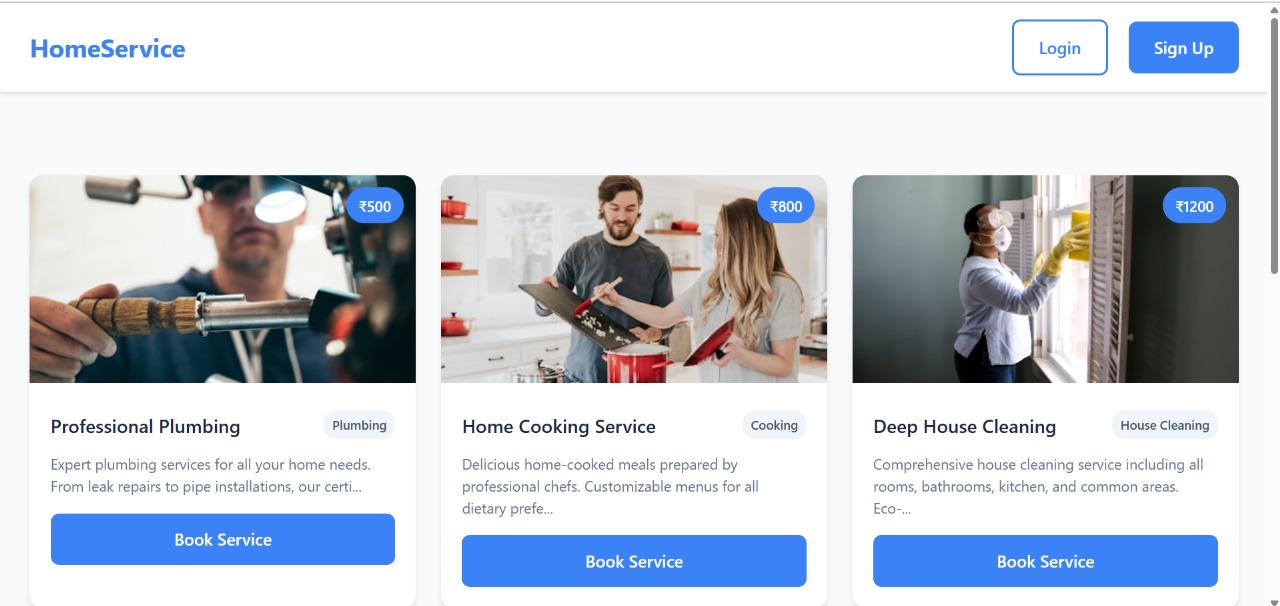 HomeService
Login
Sign Up
₹500
₹800
₹1200
Professional Plumbing
Plumbing
Expert plumbing services for all your home needs.
From leak repairs to pipe installations, our certi...
Book Service
Home Cooking Service
Cooking
Delicious home-cooked meals prepared by
professional chefs. Customizable menus for all
dietary prefe...
Book Service
Deep House Cleaning
House Cleaning
Comprehensive house cleaning service including all
rooms, bathrooms, kitchen, and common areas.
Eco-...
Book Service